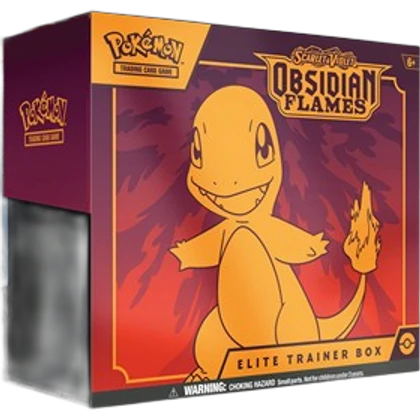 Pokémon
TRADING CARD GAME
SCARLET & VIOLET
OBSIDIAN
FLAMES
6+
Pokémon
TRADING CARD GAME
ELITE TRAINER BOX
WARNING: CHOKING HAZARD Small parts. Not for children under 3 years.